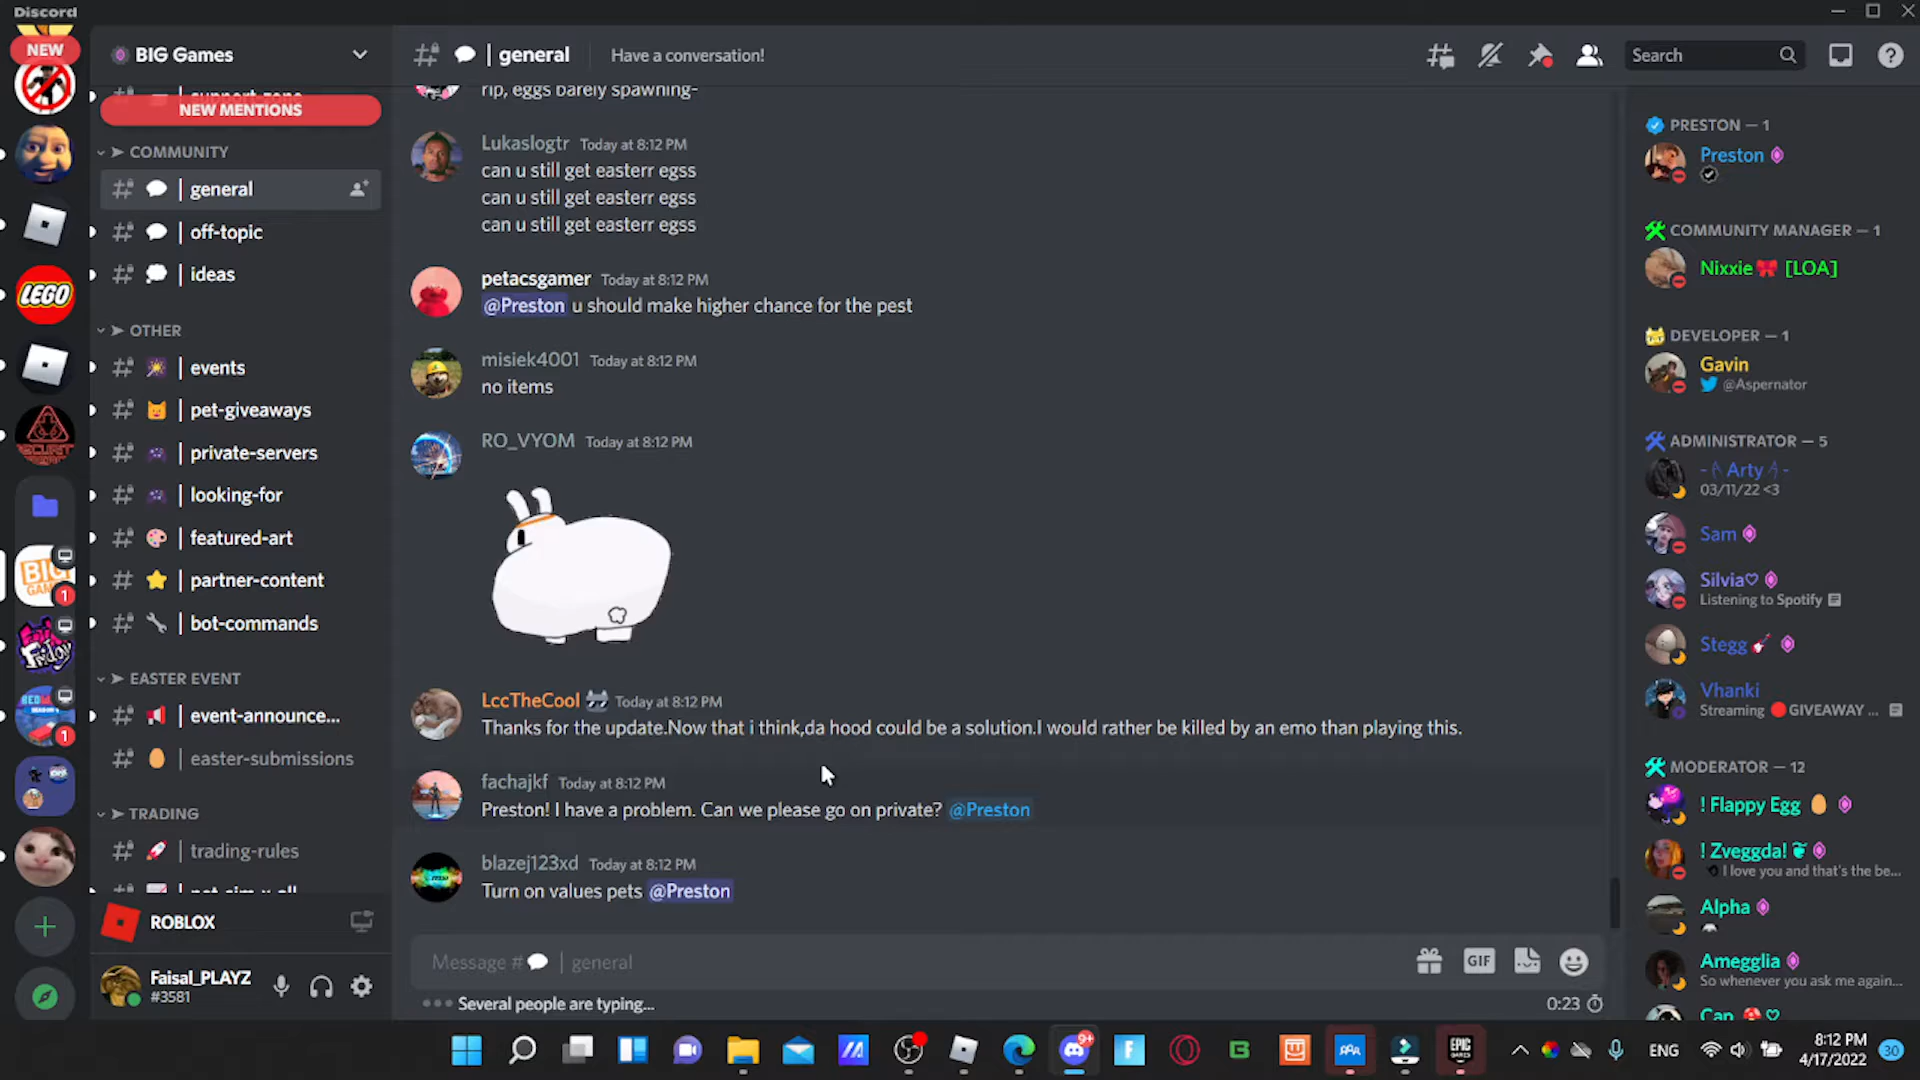 Discord
NEW
BIG Games
| general
Have a conversation!
Search
NEW MENTIONS
COMMUNITY
| general
| off-topic
| ideas
OTHER
| events
| pet-giveaways
| private-servers
| looking-for
| featured-art
| partner-content
| bot-commands
EASTER EVENT
| event-announce...
| easter-submissions
TRADING
| trading-rules
ROBLOX
Faisal_PLAYZ
#3581
LEGO
BIG
1
Friday
1
rip, eggs barely spawning-
Lukaslogtr Today at 8:12 PM
can u still get easterr egss
can u still get easterr egss
can u still get easterr egss
petacsgamer Today at 8:12 PM
@Preston u should make higher chance for the pest
misiek4001 Today at 8:12 PM
no items
RO_VYOM Today at 8:12 PM
LccTheCool Today at 8:12 PM
Thanks for the update.Now that i think,da hood could be a solution.I would rather be killed by an emo than playing this.
fachajkf Today at 8:12 PM
Preston! I have a problem. Can we please go on private? @Preston
blazej123xd Today at 8:12 PM
Turn on values pets @Preston
Message # | general
GIF
Several people are typing...
0:23
PRESTON — 1
Preston
COMMUNITY MANAGER — 1
Nixxie [LOA]
DEVELOPER — 1
Gavin
@Aspernator
ADMINISTRATOR — 5
Arty
03/11/22 <3
Sam
Silvia♡
Listening to Spotify
Stegg
Vhanki
Streaming GIVEAWAY ...
MODERATOR — 12
! Flappy Egg
! Zveggda!
I love you and that's the be...
Alpha
Amegglia
So whenever you ask me again...
Cap
9+
EPIC GAMES
ENG
8:12 PM
4/17/2022
30